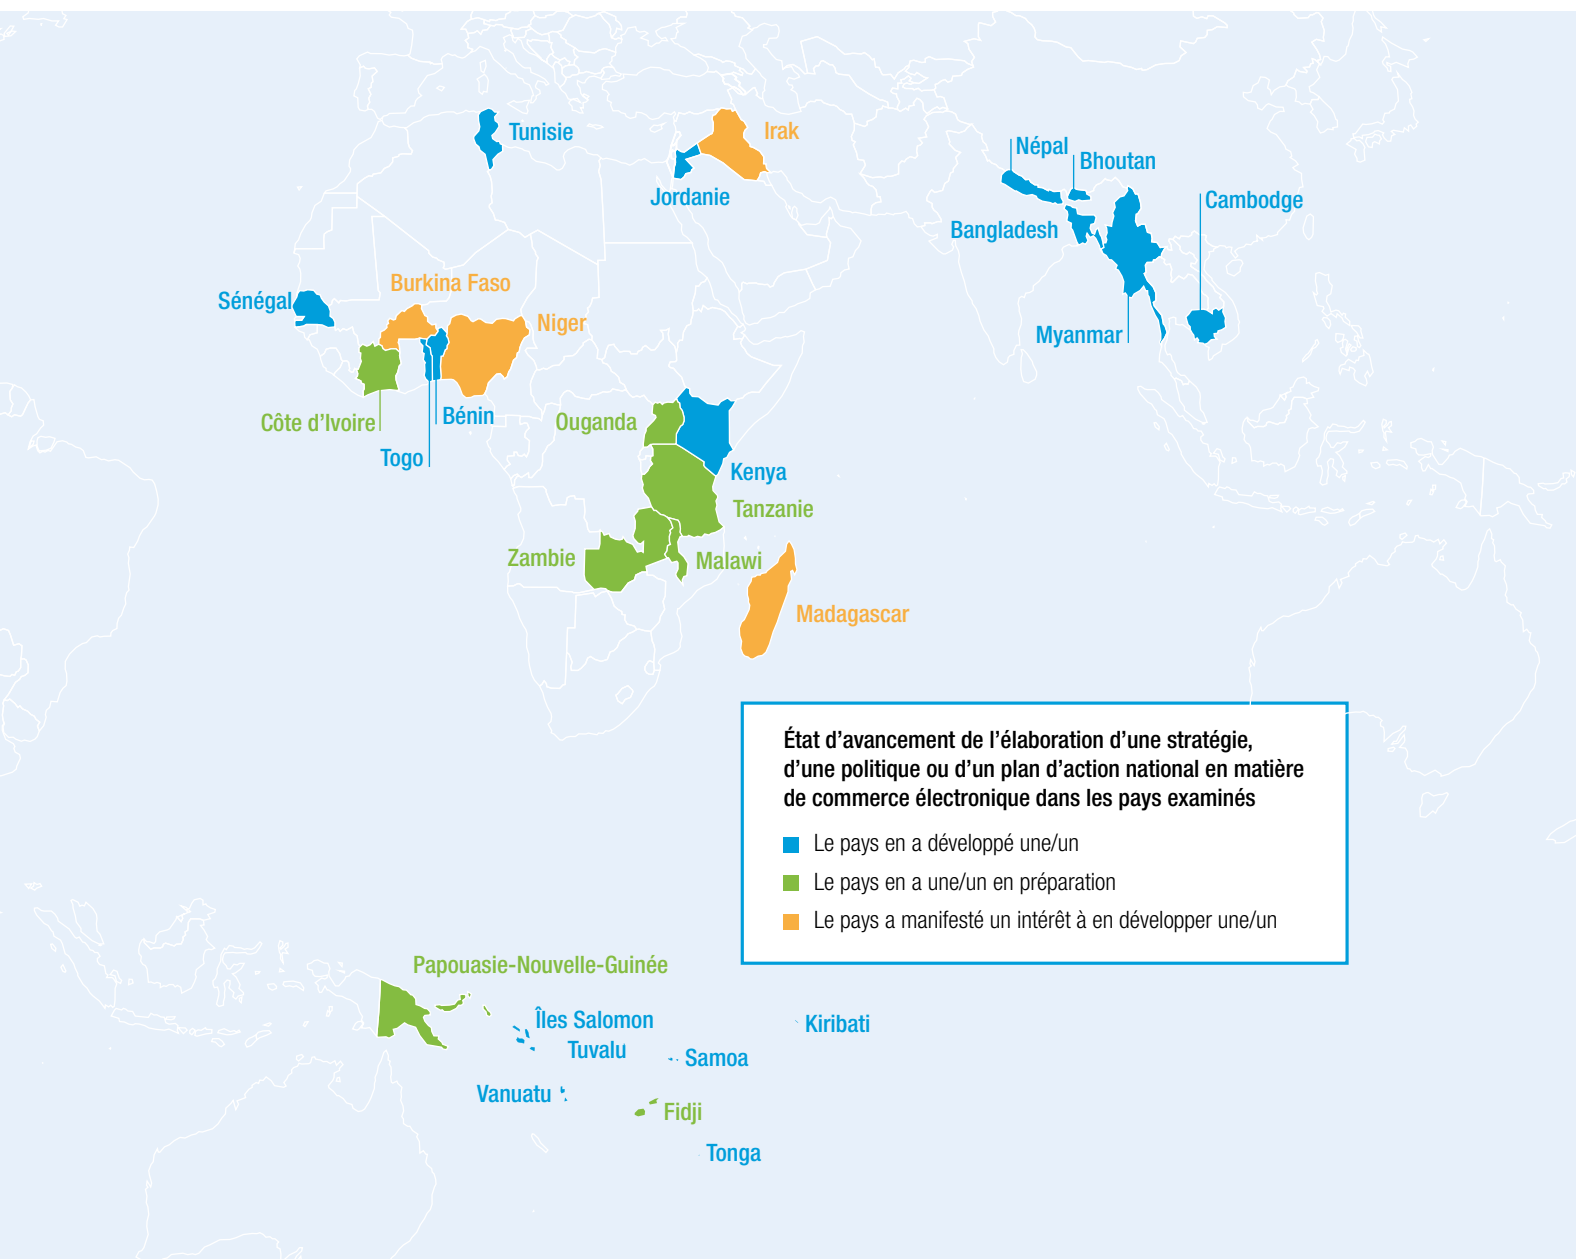 Tunisie
Irak
Jordanie
Népal
Bhoutan
Cambodge
Bangladesh
Myanmar
Sénégal
Burkina Faso
Niger
Côte d’Ivoire
Bénin
Togo
Ouganda
Kenya
Tanzanie
Zambie
Malawi
Madagascar
État d’avancement de l’élaboration d’une stratégie,
d’une politique ou d’un plan d’action national en matière
de commerce électronique dans les pays examinés
Le pays en a développé une/un
Le pays en a une/un en préparation
Le pays a manifesté un intérêt à en développer une/un
Papouasie-Nouvelle-Guinée
Îles Salomon
Kiribati
Tuvalu
Samoa
Vanuatu
Fidji
Tonga